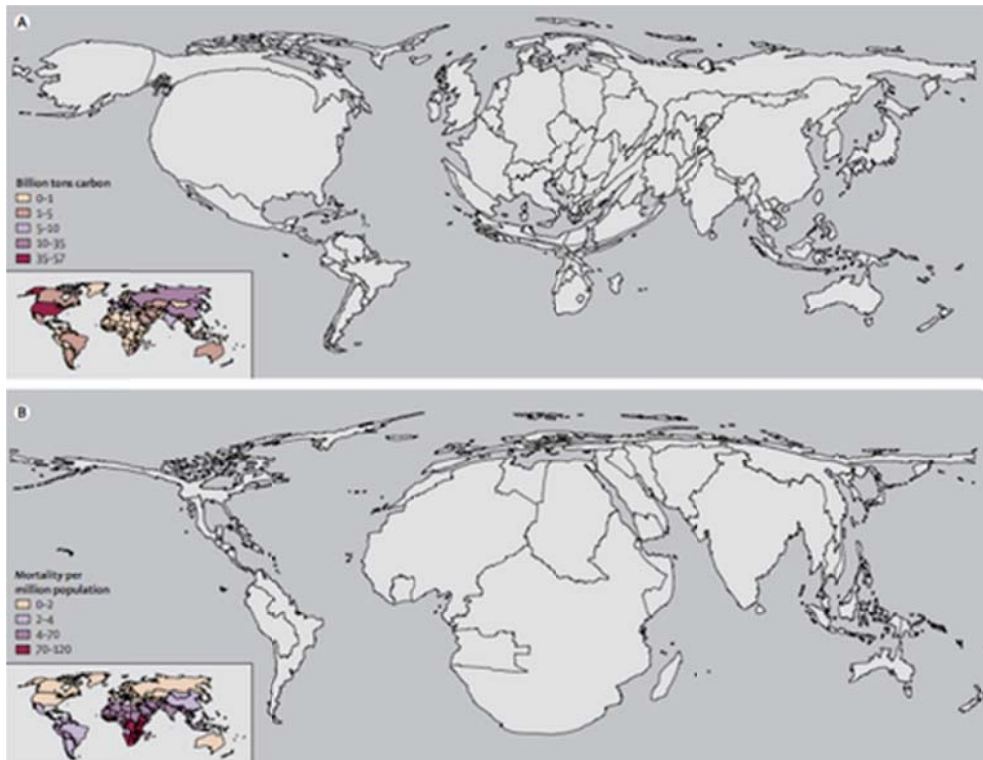 A
Billion tons carbon
0-1
1-5
5-10
10-35
35-57
B
Mortality per
million population
0-2
2-4
4-70
70-120